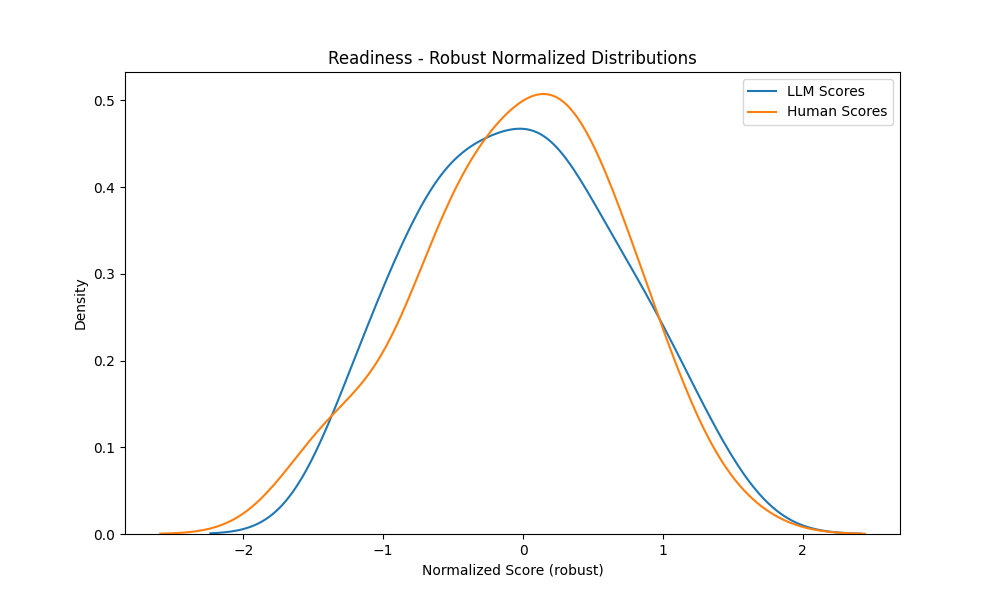 Readiness - Robust Normalized Distributions
LLM Scores
Human Scores
0.5
0.4
0.3
0.2
0.1
0.0
Density
−2
−1
0
1
2
Normalized Score (robust)